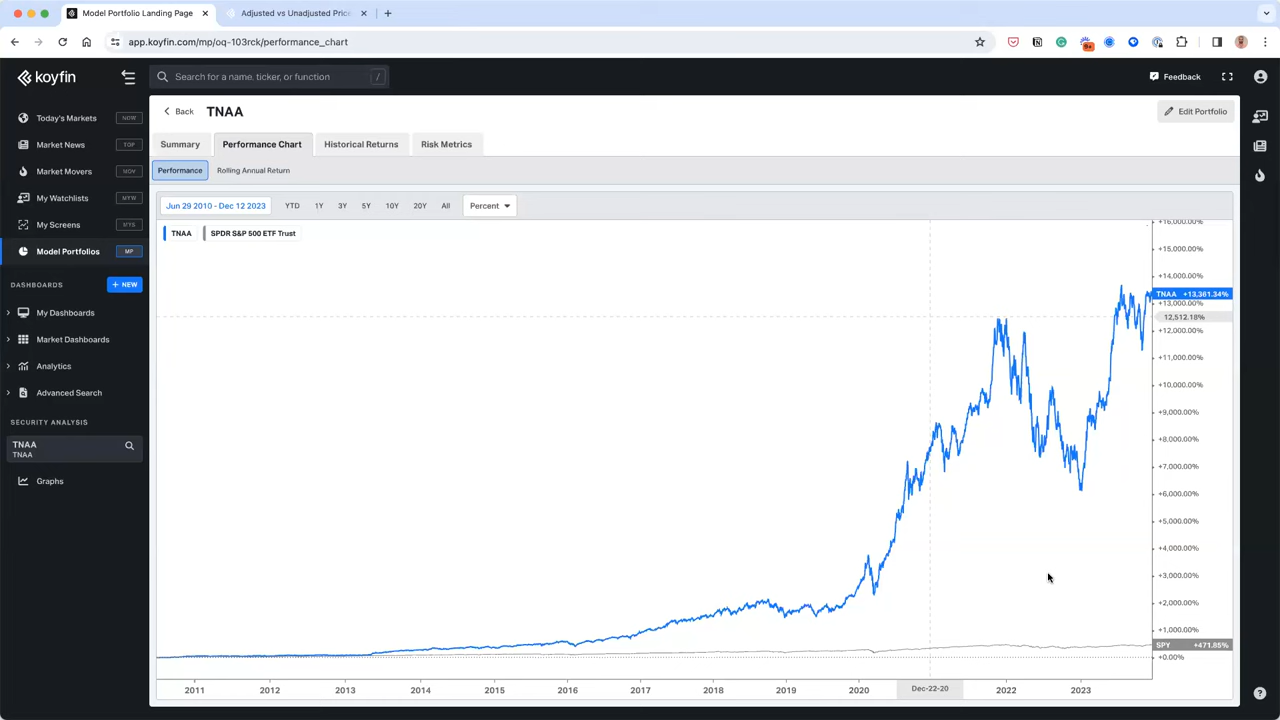 Model Portfolio Landing Page
Adjusted vs Unadjusted Price
app.koyfin.com/mp/oq-103rck/performance_chart
9+
koyfin
Search for a name, ticker, or function /
Feedback
Today's Markets NOW
Market News TOP
Market Movers MOV
My Watchlists MYW
My Screens MYS
Model Portfolios MP
DASHBOARDS + NEW
My Dashboards
Market Dashboards
Analytics
Advanced Search
SECURITY ANALYSIS
TNAA
TNAA
Graphs
Back TNAA
Edit Portfolio
Summary Performance Chart Historical Returns Risk Metrics
Performance Rolling Annual Return
Jun 29 2010 - Dec 12 2023 YTD 1Y 3Y 5Y 10Y 20Y All Percent
TNAA SPDR S&P 500 ETF Trust
+16,000.00%
+15,000.00%
+14,000.00%
TNAA +13,361.34%
+13,000.00%
12,512.18%
+12,000.00%
+11,000.00%
+10,000.00%
+9,000.00%
+8,000.00%
+7,000.00%
+6,000.00%
+5,000.00%
+4,000.00%
+3,000.00%
+2,000.00%
+1,000.00%
SPY +471.85%
+0.00%
2011 2012 2013 2014 2015 2016 2017 2018 2019 2020 Dec-22-20 2022 2023
?